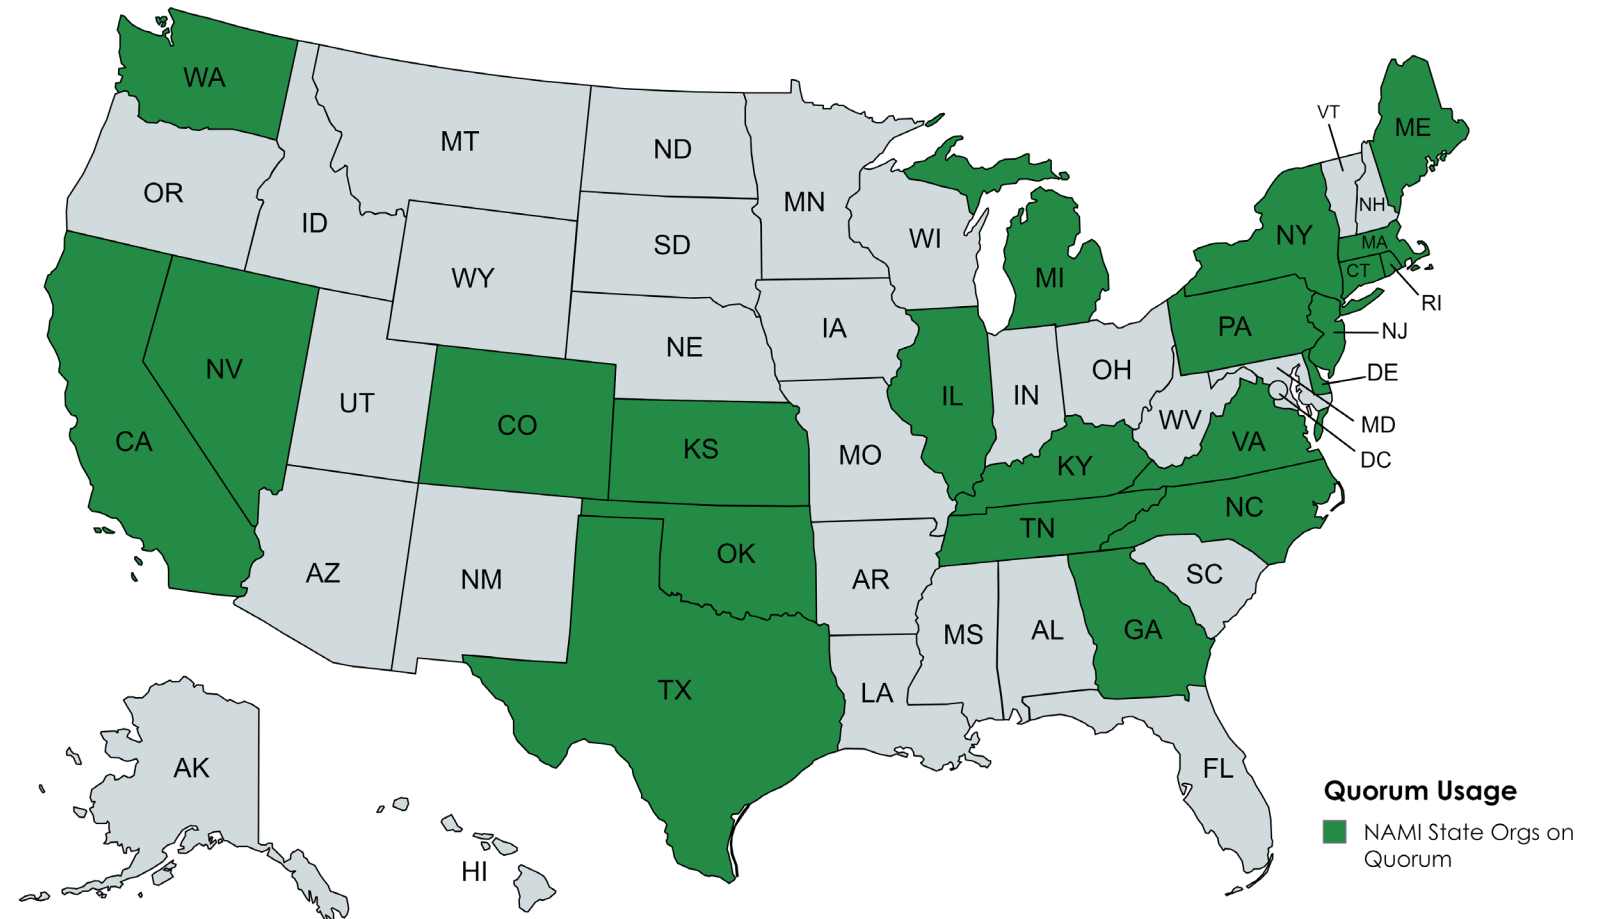 WA
MT
ND
MN
OR
ID
SD
WI
WY
MI
VT
ME
NH
NY
MA
CT
RI
NV
UT
CA
CO
NE
IA
KS
MO
IL
IN
OH
PA
NJ
DE
MD
DC
WV
VA
KY
NC
TN
AZ
NM
OK
AR
SC
MS
AL
GA
TX
LA
FL
AK
HI
Quorum Usage
NAMI State Orgs on
Quorum